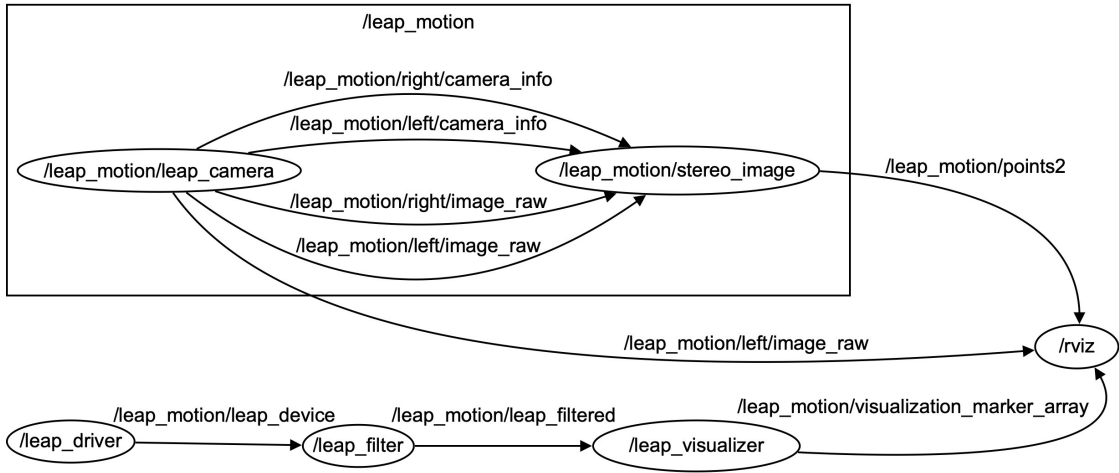 /leap_motion
/leap_motion/right/camera_info
/leap_motion/left/camera_info
/leap_motion/leap_camera
/leap_motion/stereo_image
/leap_motion/points2
/leap_motion/right/image_raw
/leap_motion/left/image_raw
/leap_motion/left/image_raw
/rviz
/leap_motion/leap_device
/leap_motion/leap_filtered
/leap_motion/visualization_marker_array
/leap_driver
/leap_filter
/leap_visualizer